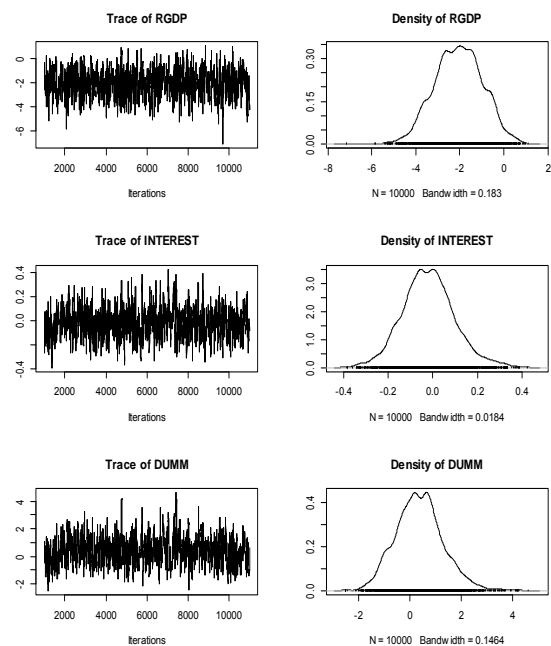 Trace of RGDP
0
-2
-4
-6
2000 4000 6000 8000 10000
Iterations
Density of RGDP
0.30
0.15
0.00
-8 -6 -4 -2 0 2
N = 10000 Bandwidth = 0.183
Trace of INTEREST
0.4
0.2
0.0
-0.4
2000 4000 6000 8000 10000
Iterations
Density of INTEREST
3.0
2.0
1.0
0.0
-0.4 -0.2 0.0 0.2 0.4
N = 10000 Bandwidth = 0.0184
Trace of DUMM
4
2
0
-2
2000 4000 6000 8000 10000
Iterations
Density of DUMM
0.4
0.2
0.0
-2 0 2 4
N = 10000 Bandwidth = 0.1464